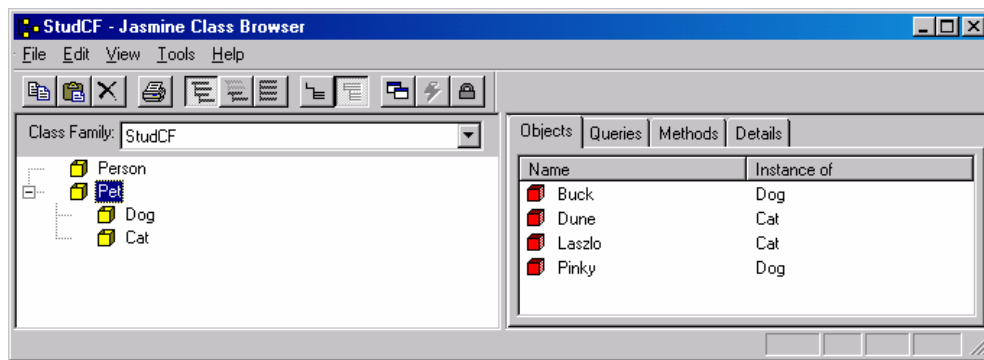 StudCF - Jasmine Class Browser
File Edit View Tools Help
Class Family: StudCF
Person
Pet
Dog
Cat
Objects Queries Methods Details
Name Instance of
Buck Dog
Dune Cat
Laszlo Cat
Pinky Dog